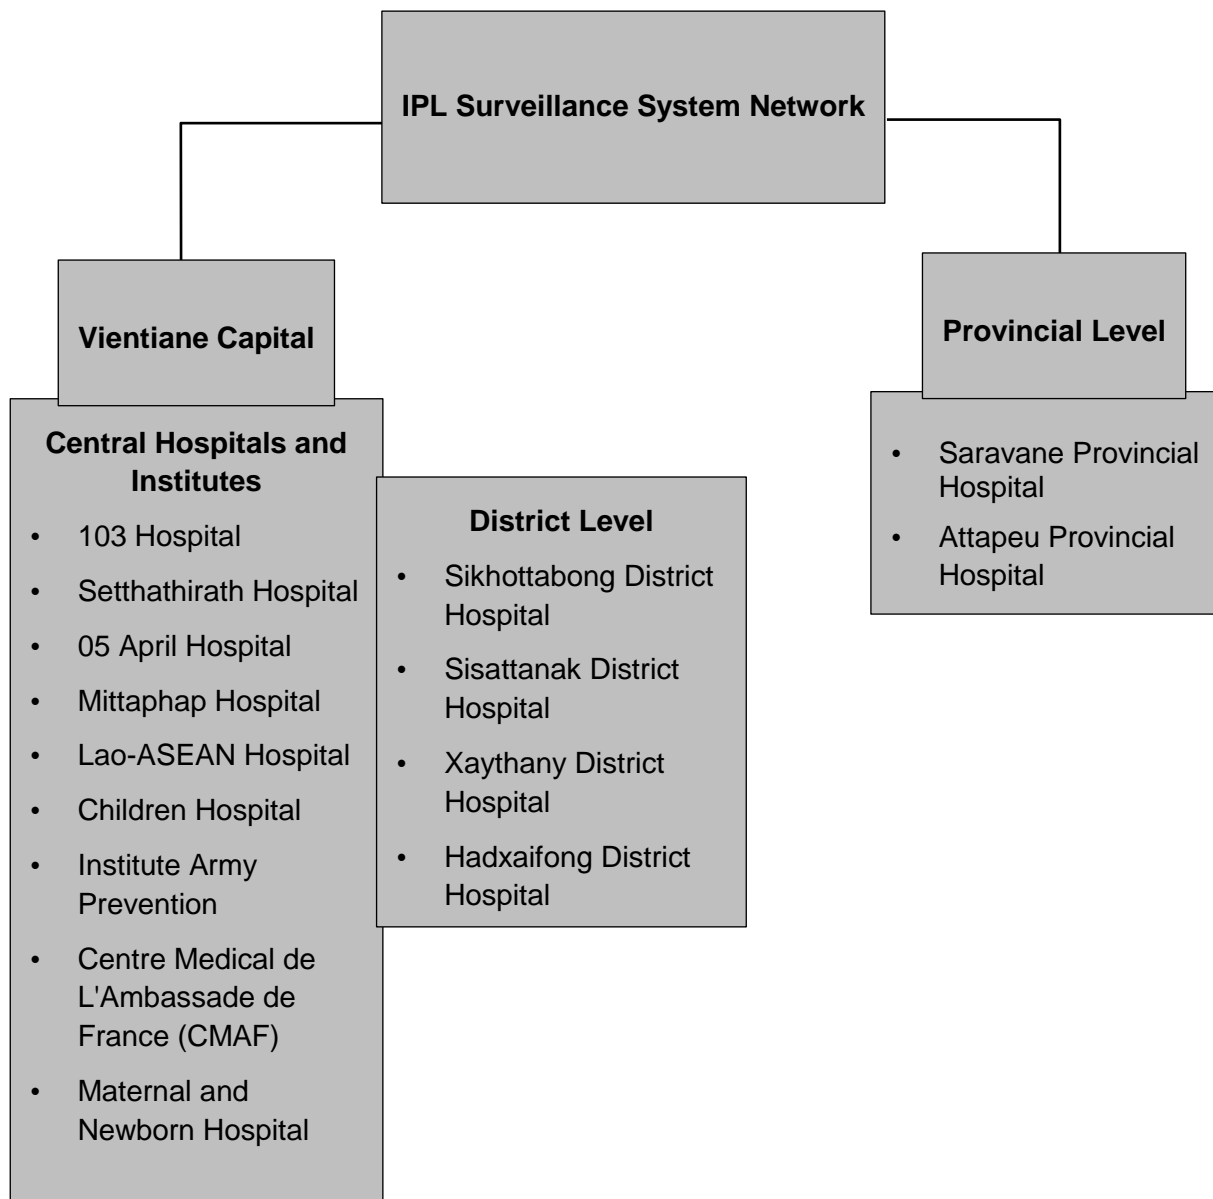 IPL Surveillance System Network
Vientiane Capital
Central Hospitals and
Institutes
• 103 Hospital
• Setthathirath Hospital
• 05 April Hospital
• Mittaphap Hospital
• Lao-ASEAN Hospital
• Children Hospital
• Institute Army
Prevention
• Centre Medical de
L'Ambassade de
France (CMAF)
• Maternal and
Newborn Hospital
District Level
• Sikhottabong District
Hospital
• Sisattanak District
Hospital
• Xaythany District
Hospital
• Hadxaifong District
Hospital
Provincial Level
• Saravane Provincial
Hospital
• Attapeu Provincial
Hospital